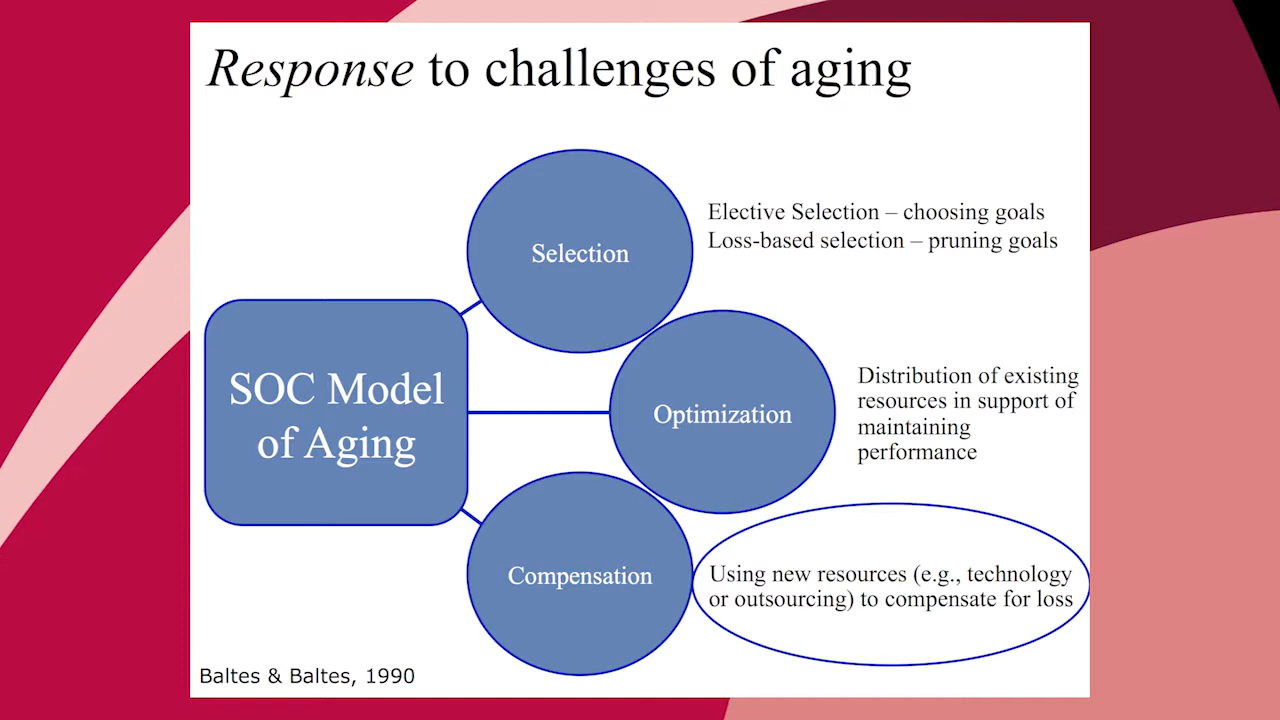 Response to challenges of aging
Selection
Elective Selection – choosing goals
Loss-based selection – pruning goals
SOC Model
of Aging
Optimization
Distribution of existing
resources in support of
maintaining
performance
Compensation
Using new resources (e.g., technology
or outsourcing) to compensate for loss
Baltes & Baltes, 1990